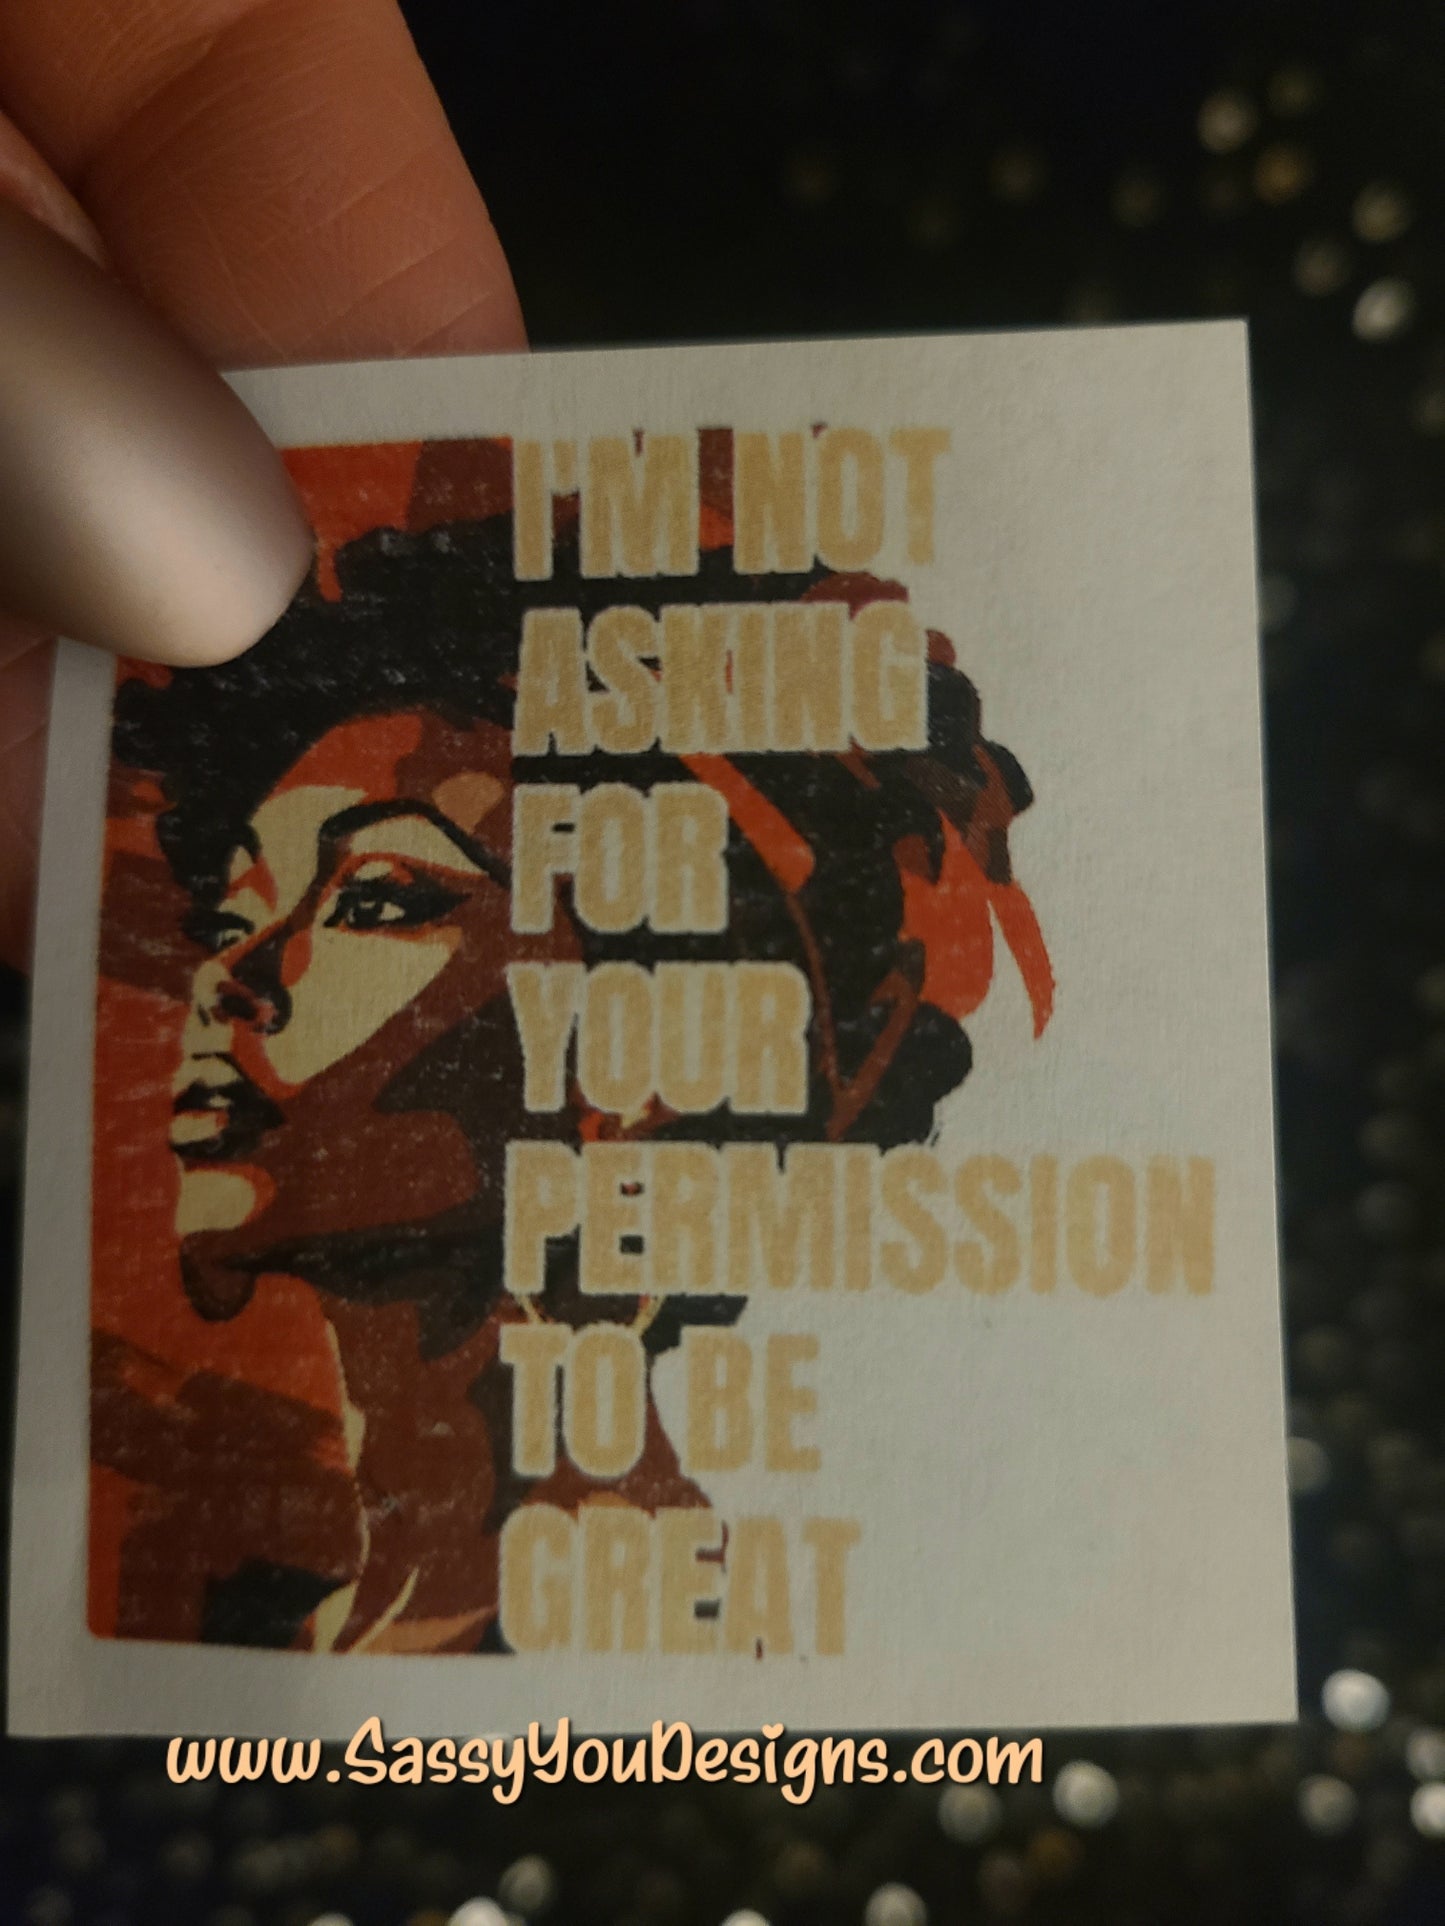 I'M NOT
ASKING
FOR
YOUR
PERMISSION
TO BE
GREAT
www.SassyYouDesigns.com